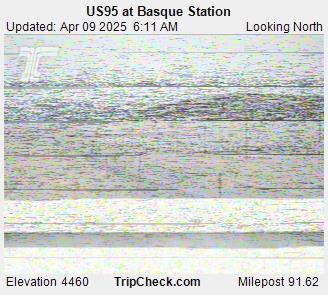 US95 at Basque Station
Updated: Apr 09 2025 6:11 AM Looking North
Elevation 4460 TripCheck.com Milepost 91.62